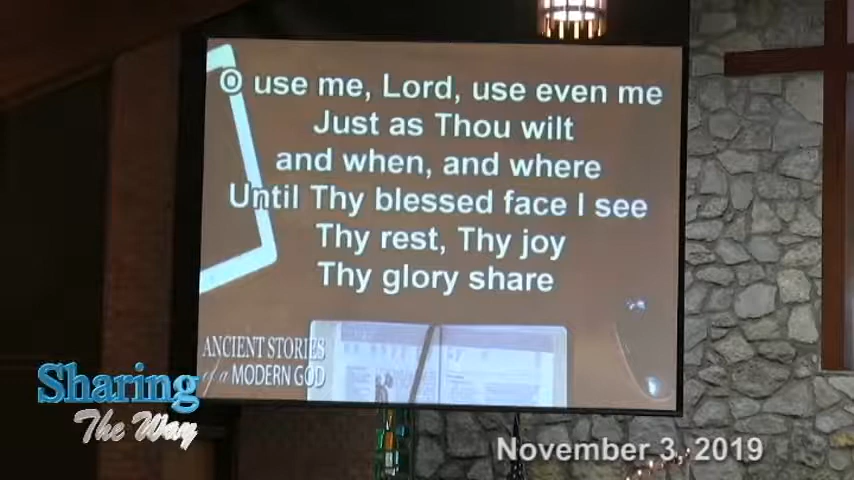 O use me, Lord, use even me
Just as Thou wilt
and when, and where
Until Thy blessed face I see
Thy rest, Thy joy
Thy glory share
ANCIENT STORIES
of a MODERN GOD
Sharing
The Way
November 3, 2019